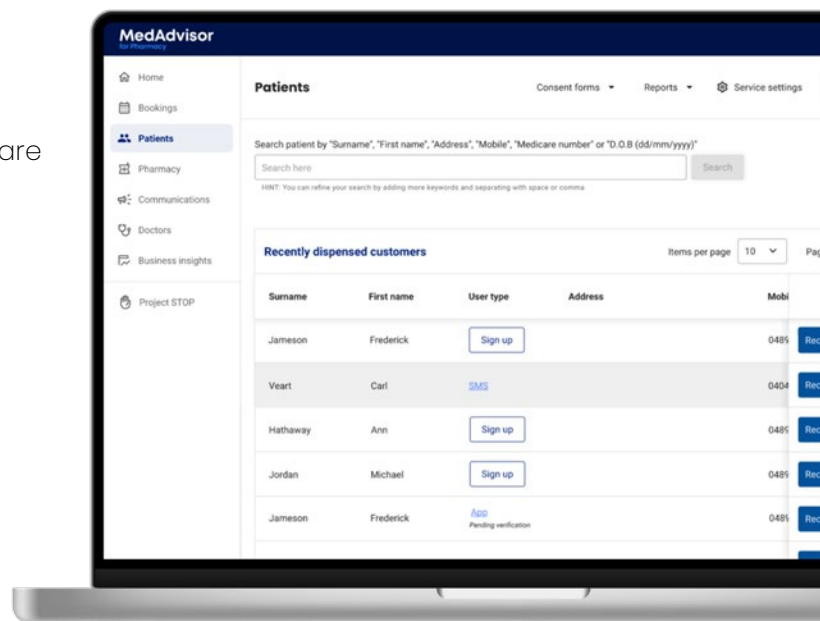 are
MedAdvisor
for Pharmacy
Home
Bookings
Patients
Pharmacy
Communications
Doctors
Business insights
Project STOP
Patients
Consent forms
Reports
Service settings
Search patient by "Surname", "First name", "Address", "Mobile", "Medicare number" or "D.O.B (dd/mm/yyyy)"
Search here
Search
HINT: You can refine your search by adding more keywords and separating with space or comma
Recently dispensed customers
Items per page 10 Pag
Surname First name User type Address Mobi
Jameson Frederick Sign up 0489 Rec
Veart Carl SMS 0404 Rec
Hathaway Ann Sign up 0489 Rec
Jordan Michael Sign up 0489 Rec
Jameson Frederick App 0489 Rec
Pending verification